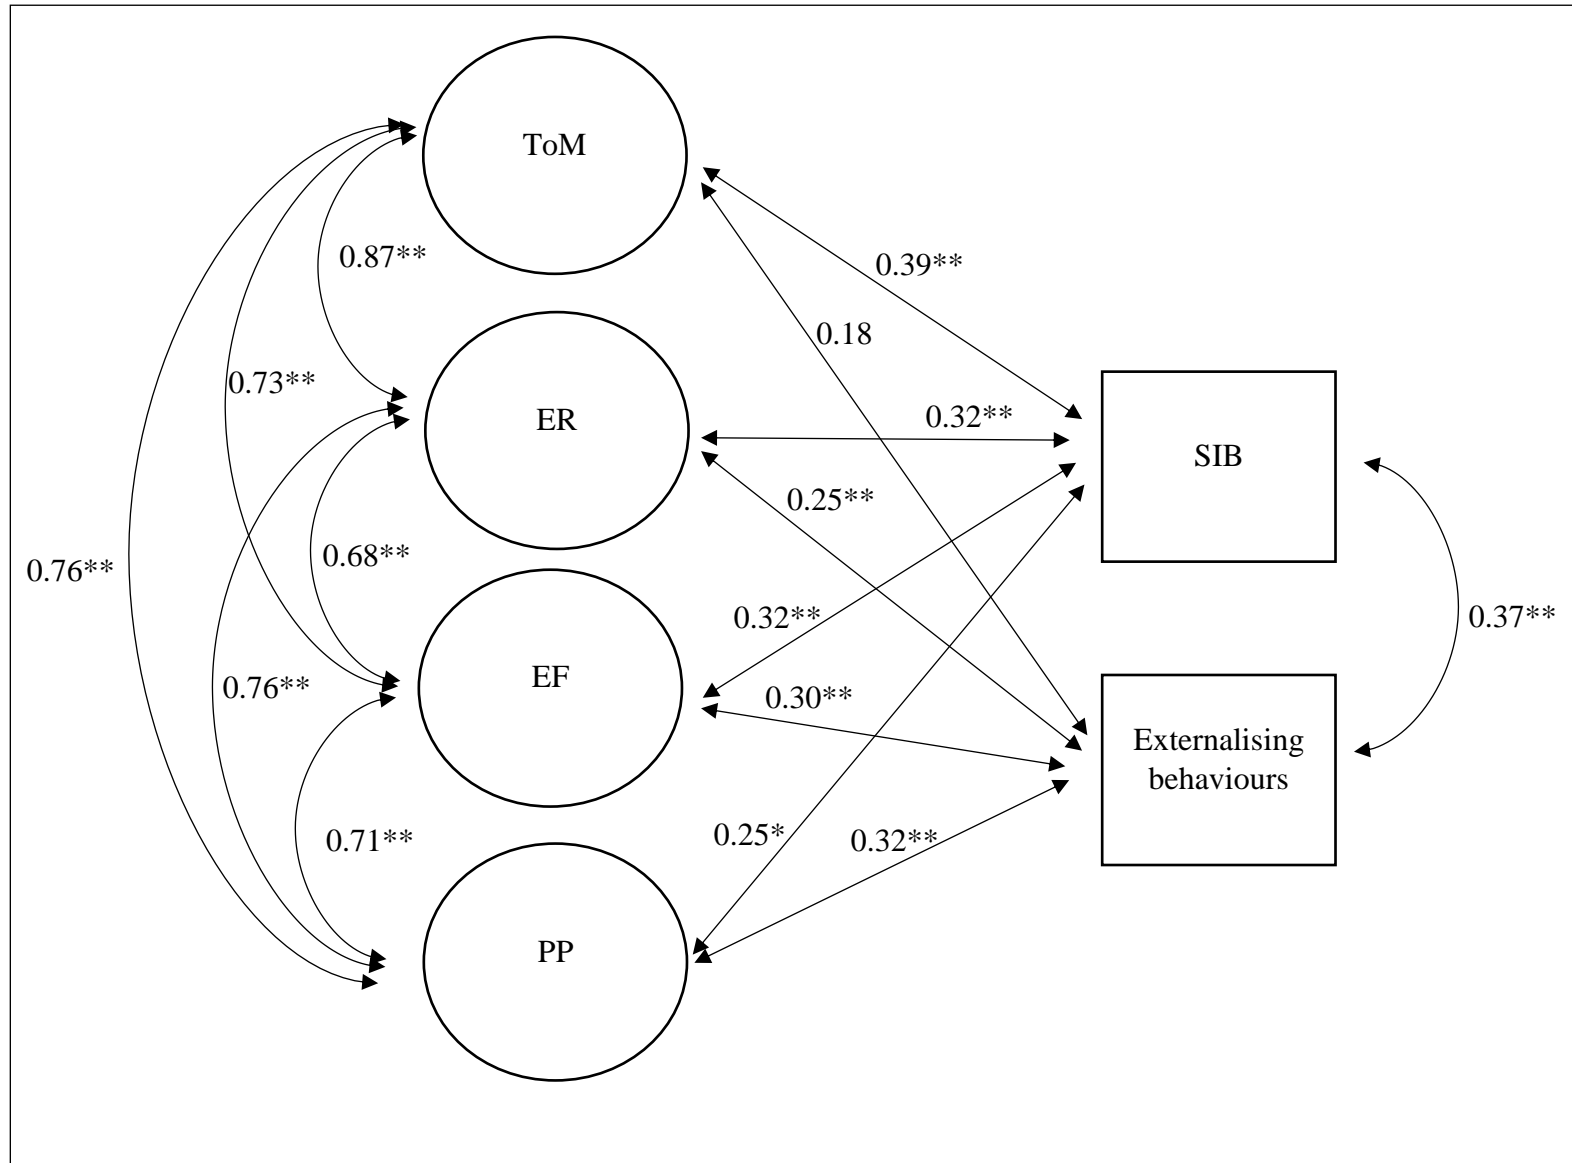 ToM
0.87**
0.39**
0.18
0.73**
ER
0.32**
SIB
0.25**
0.68**
0.76**
0.32**
0.37**
EF
0.76**
0.30**
Externalising
behaviours
0.71**
0.25*
0.32**
PP